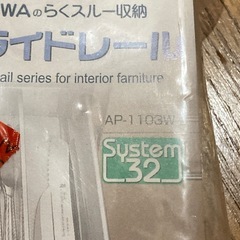 WAのらくスルー収納
ライドレール
ail series for interior farniture
AP-1103W
System
32